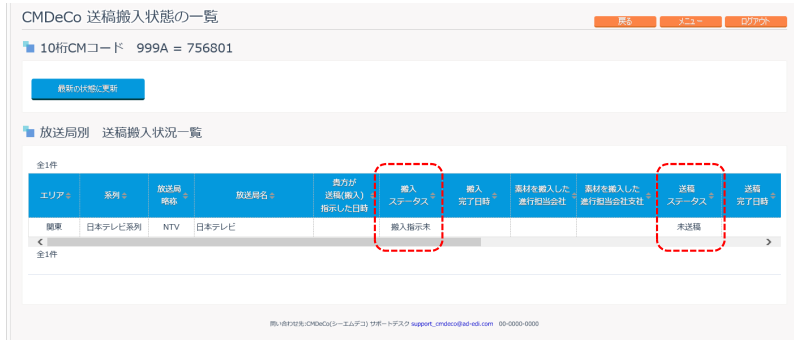 CMDeCo 送稿搬入状態の一覧
戻る メニュー ログアウト
10桁CMコード 999A = 756801
最新の状態に更新
放送局別 送稿搬入状況一覧
全1件
エリア 系列 放送局略称 放送局名 貴方が送稿(搬入)指示した日時 搬入ステータス 搬入完了日時 素材を搬入した進行担当会社 素材を搬入した進行担当会社支社 送稿ステータス 送稿完了日時
関東 日本テレビ系列 NTV 日本テレビ 搬入指示未 未送稿
全1件
問い合わせ先:CMDeCo(シーエムデコ) サポートデスク support_cmdeco@ad-edi.com 00-0000-0000